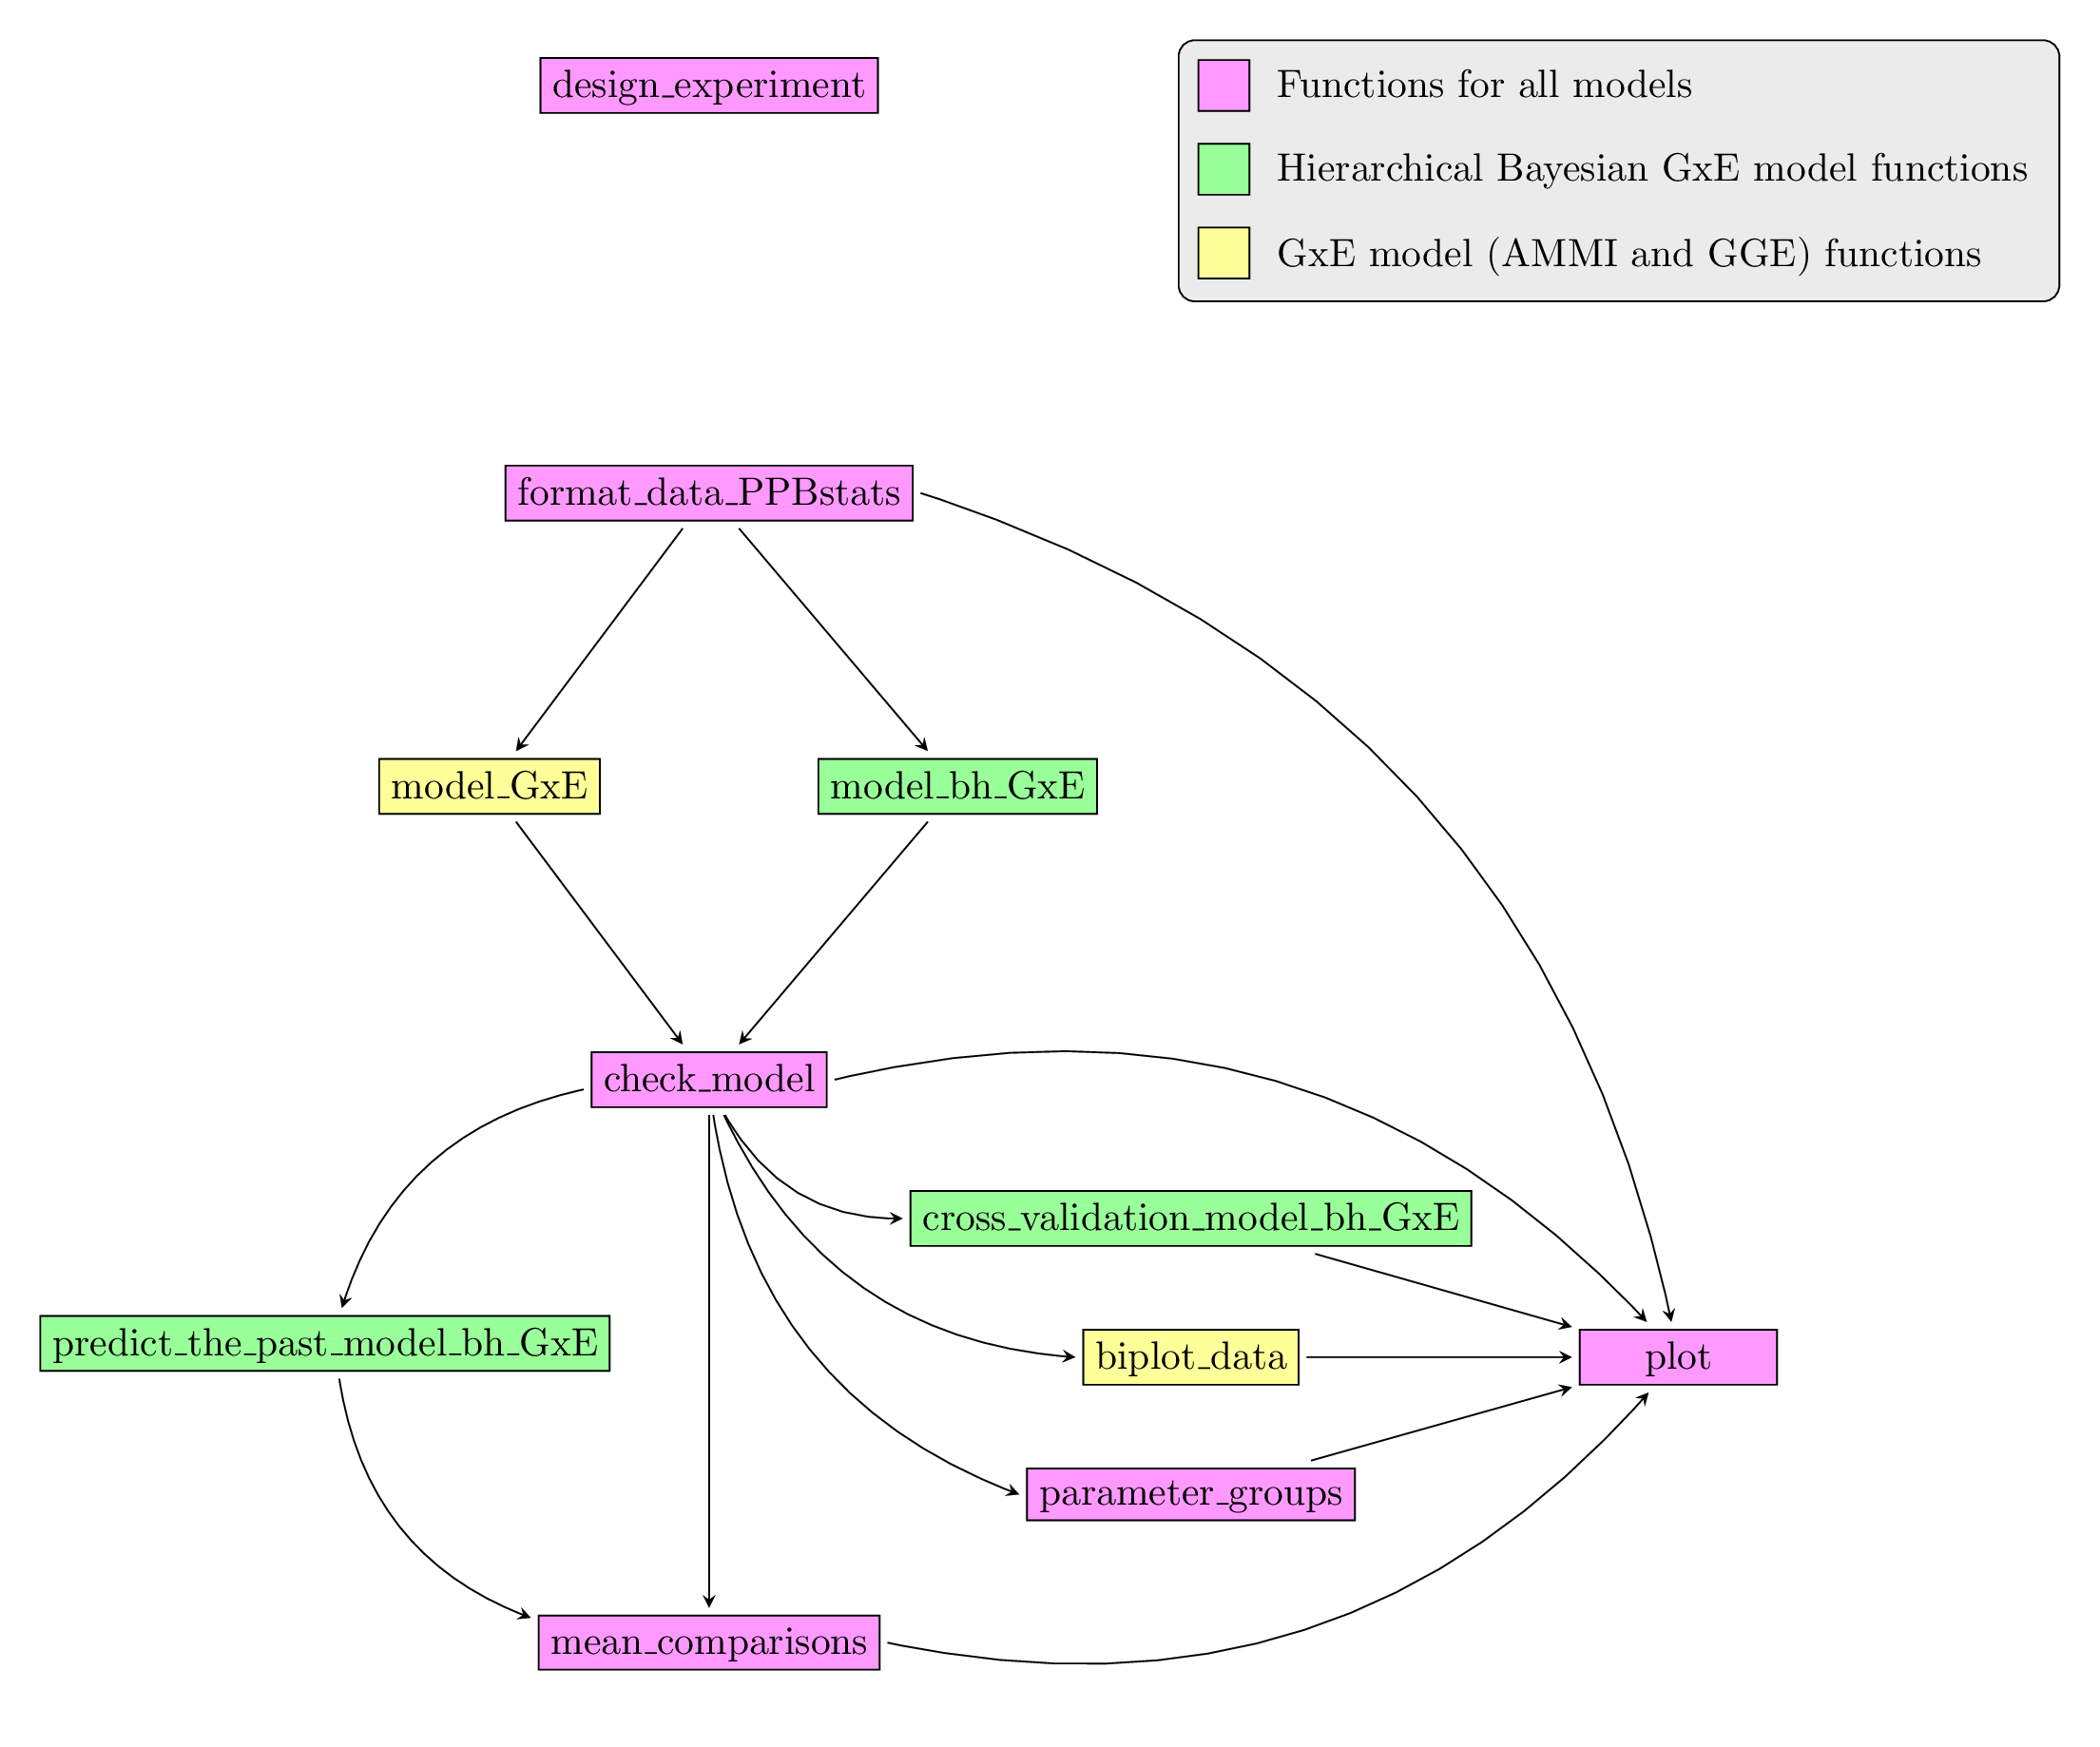 design_experiment
Functions for all models
Hierarchical Bayesian GxE model functions
GxE model (AMMI and GGE) functions
format_data_PPBstats
model_GxE
model_bh_GxE
check_model
cross_validation_model_bh_GxE
predict_the_past_model_bh_GxE
biplot_data
plot
parameter_groups
mean_comparisons